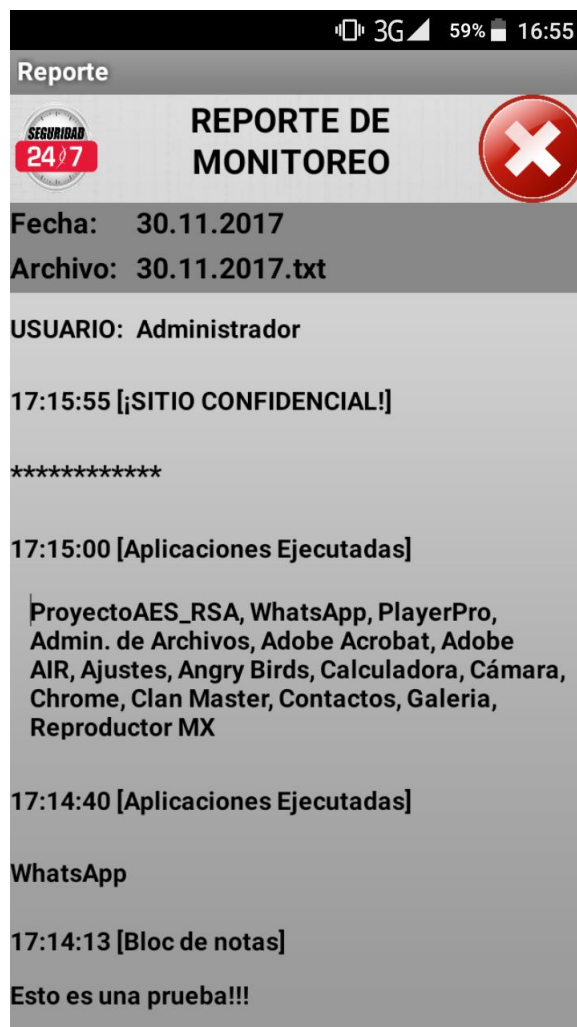 3G 59% 16:55
Reporte
SEGURIDAD
24/7
REPORTE DE
MONITOREO
Fecha: 30.11.2017
Archivo: 30.11.2017.txt
USUARIO: Administrador
17:15:55 [¡SITIO CONFIDENCIAL!]
************
17:15:00 [Aplicaciones Ejecutadas]
ProyectoAES_RSA, WhatsApp, PlayerPro,
Admin. de Archivos, Adobe Acrobat, Adobe
AIR, Ajustes, Angry Birds, Calculadora, Cámara,
Chrome, Clan Master, Contactos, Galeria,
Reproductor MX
17:14:40 [Aplicaciones Ejecutadas]
WhatsApp
17:14:13 [Bloc de notas]
Esto es una prueba!!!